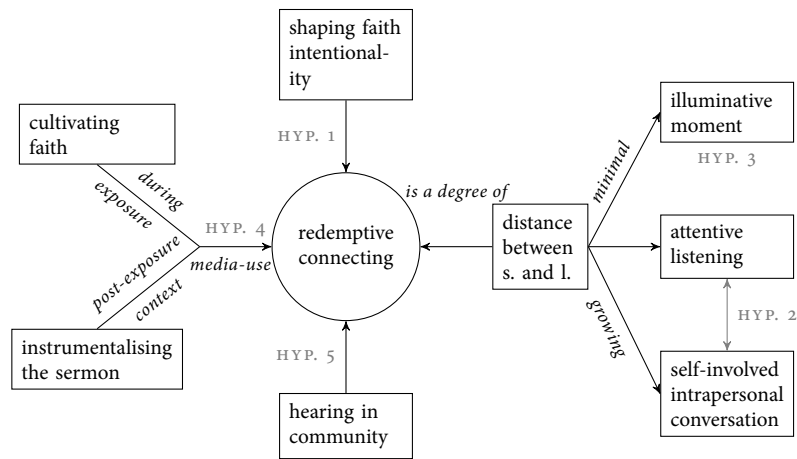 shaping faith
intentional-
ity
cultivating
faith
HYP. 1
illuminative
moment
HYP. 3
during
exposure
is a degree of
minimal
HYP. 4
media-use
redemptive
connecting
distance
between
s. and l.
attentive
listening
post-exposure
context
growing
HYP. 2
instrumentalising
the sermon
HYP. 5
self-involved
intrapersonal
conversation
hearing in
community